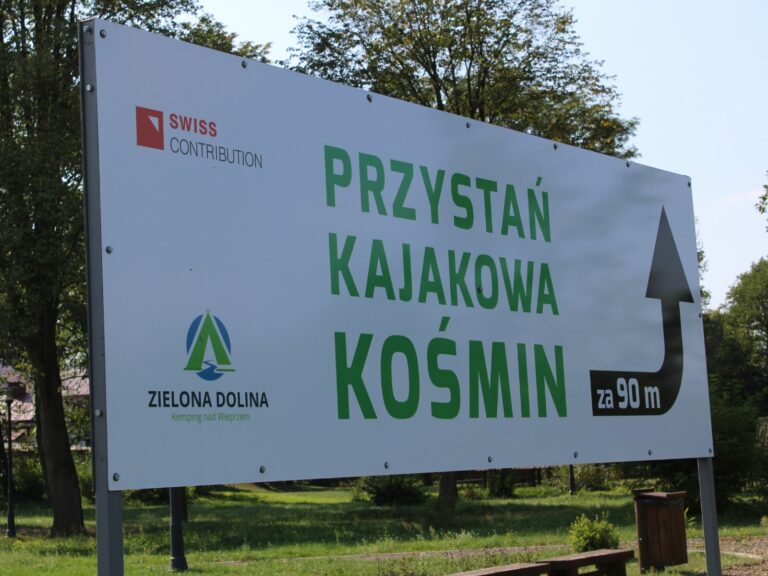 SWISS
CONTRIBUTION
PRZYSTAŃ
KAJAKOWA
KOŚMIN
za 90 m
ZIELONA DOLINA
Kemping nad Wieprzem